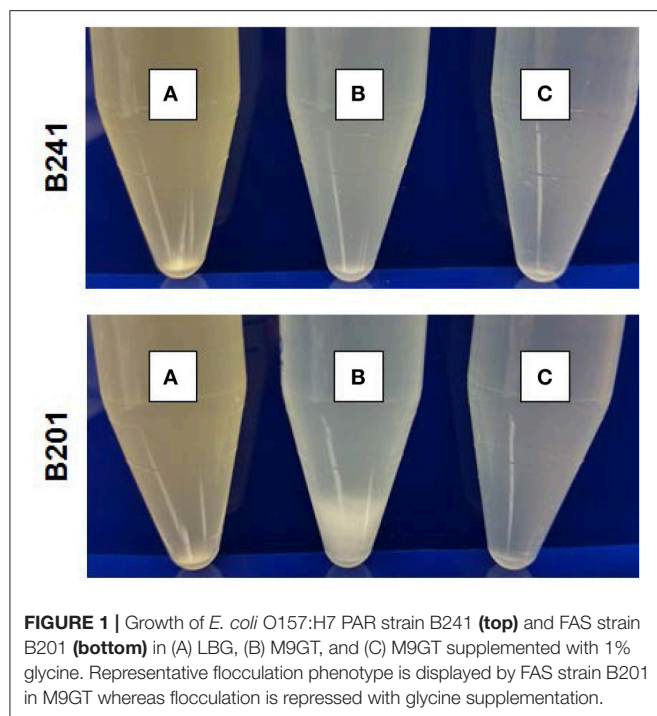 B241
A
B
C
B201
A
B
C
FIGURE 1 | Growth of E. coli O157:H7 PAR strain B241 (top) and FAS strain
B201 (bottom) in (A) LBG, (B) M9GT, and (C) M9GT supplemented with 1%
glycine. Representative flocculation phenotype is displayed by FAS strain B201
in M9GT whereas flocculation is repressed with glycine supplementation.